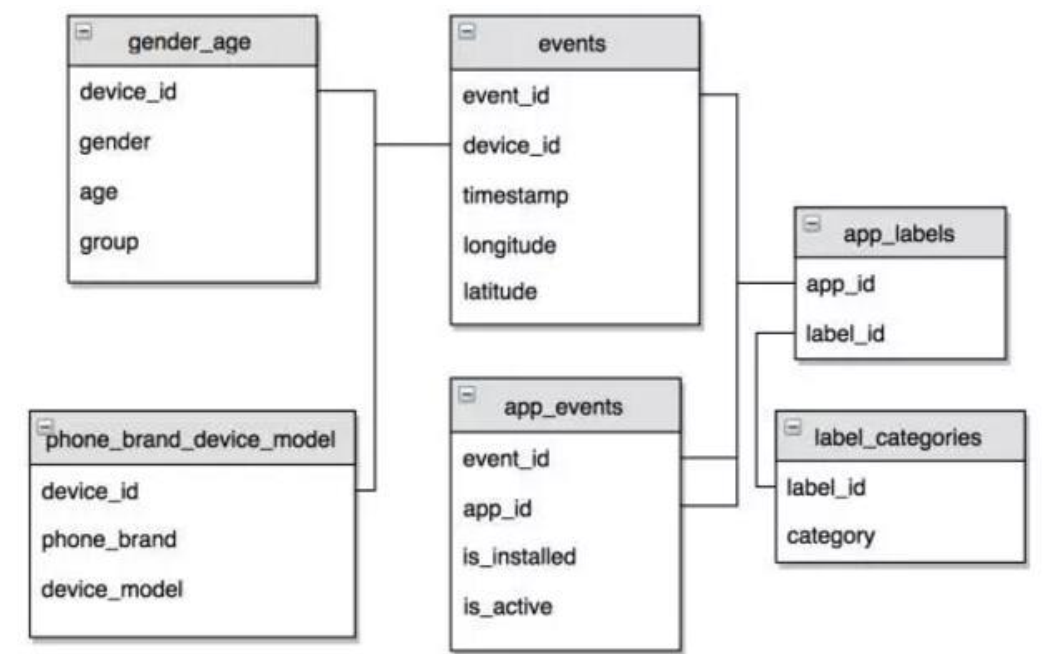 gender_age
device_id
gender
age
group
events
event_id
device_id
timestamp
longitude
latitude
app_labels
app_id
label_id
phone_brand_device_model
device_id
phone_brand
device_model
app_events
event_id
app_id
is_installed
is_active
label_categories
label_id
category